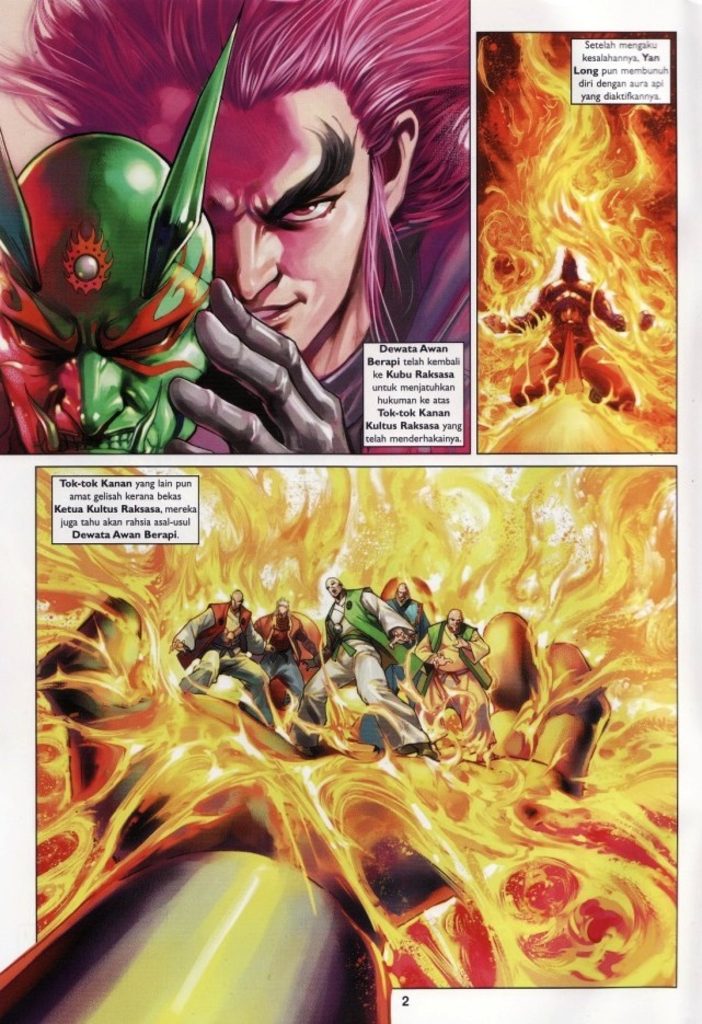 Dewata Awan
Berapi telah kembali
ke Kubu Raksasa
untuk menjatuhkan
hukuman ke atas
Tok-tok Kanan
Kultus Raksasa yang
telah menderhakainya.
Setelah mengaku
kesalahannya, Yan
Long pun membunuh
diri dengan aura api
yang diaktifkannya.
Tok-tok Kanan yang lain pun
amat gelisah kerana bekas
Ketua Kultus Raksasa, mereka
juga tahu akan rahsia asal-usul
Dewata Awan Berapi.
2